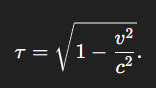 τ = √(1 − v²/c²).